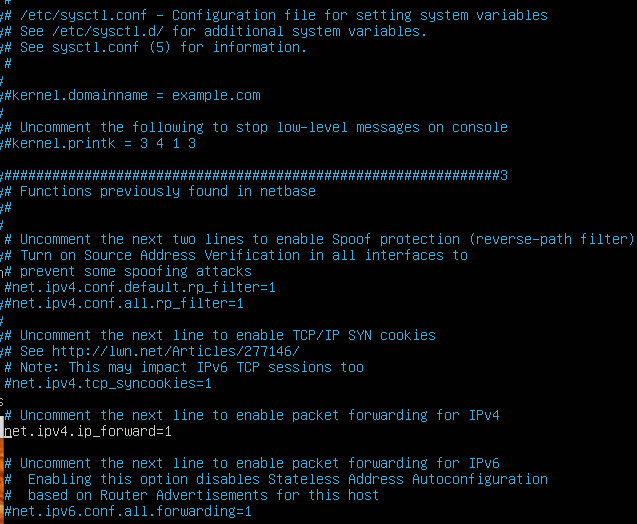 #
# /etc/sysctl.conf - Configuration file for setting system variables
# See /etc/sysctl.d/ for additional system variables.
# See sysctl.conf (5) for information.
#

#kernel.domainname = example.com

# Uncomment the following to stop low-level messages on console
#kernel.printk = 3 4 1 3

##############################################################3
# Functions previously found in netbase
#

# Uncomment the next two lines to enable Spoof protection (reverse-path filter)
# Turn on Source Address Verification in all interfaces to
# prevent some spoofing attacks
#net.ipv4.conf.default.rp_filter=1
#net.ipv4.conf.all.rp_filter=1

# Uncomment the next line to enable TCP/IP SYN cookies
# See http://lwn.net/Articles/277146/
# Note: This may impact IPv6 TCP sessions too
#net.ipv4.tcp_syncookies=1

# Uncomment the next line to enable packet forwarding for IPv4
net.ipv4.ip_forward=1

# Uncomment the next line to enable packet forwarding for IPv6
#  Enabling this option disables Stateless Address Autoconfiguration
#  based on Router Advertisements for this host
#net.ipv6.conf.all.forwarding=1